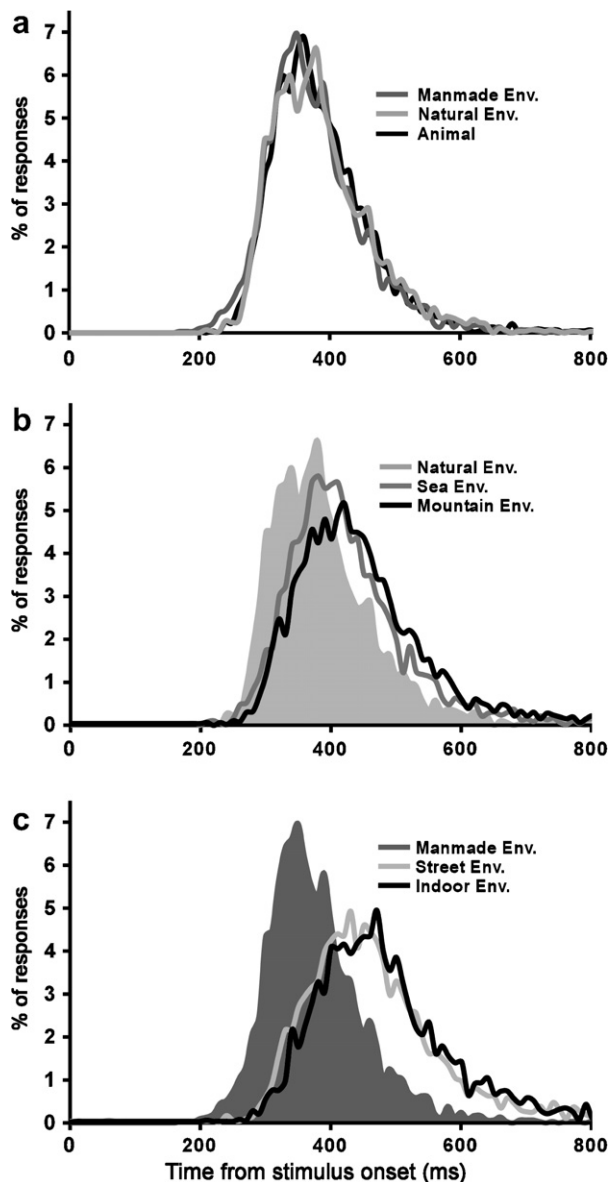 a
7
6
5
4
3
2
1
0
% of responses
Manmade Env.
Natural Env.
Animal
0 200 400 600 800
b
7
6
5
4
3
2
1
0
% of responses
Natural Env.
Sea Env.
Mountain Env.
0 200 400 600 800
c
7
6
5
4
3
2
1
0
% of responses
Manmade Env.
Street Env.
Indoor Env.
0 200 400 600 800
Time from stimulus onset (ms)